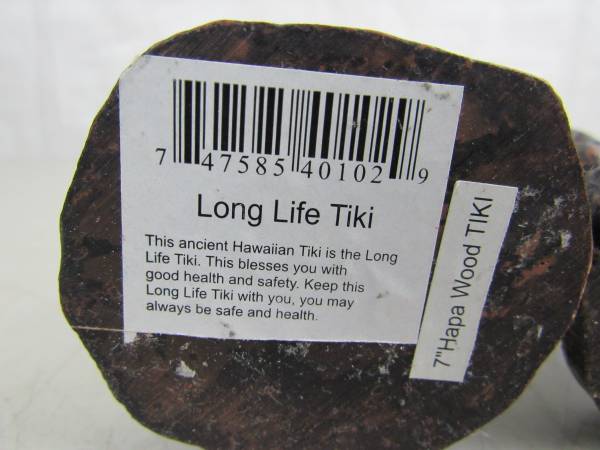 7 47585 40102 9
Long Life Tiki
This ancient Hawaiian Tiki is the Long
Life Tiki. This blesses you with
good health and safety. Keep this
Long Life Tiki with you, you may
always be safe and health.
7"Hapa Wood TIKI